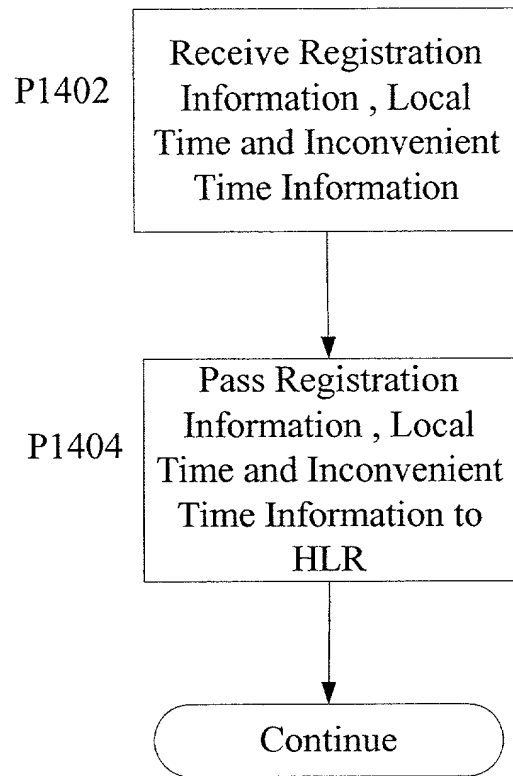 P1402
Receive Registration
Information , Local
Time and Inconvenient
Time Information
P1404
Pass Registration
Information , Local
Time and Inconvenient
Time Information to
HLR
Continue